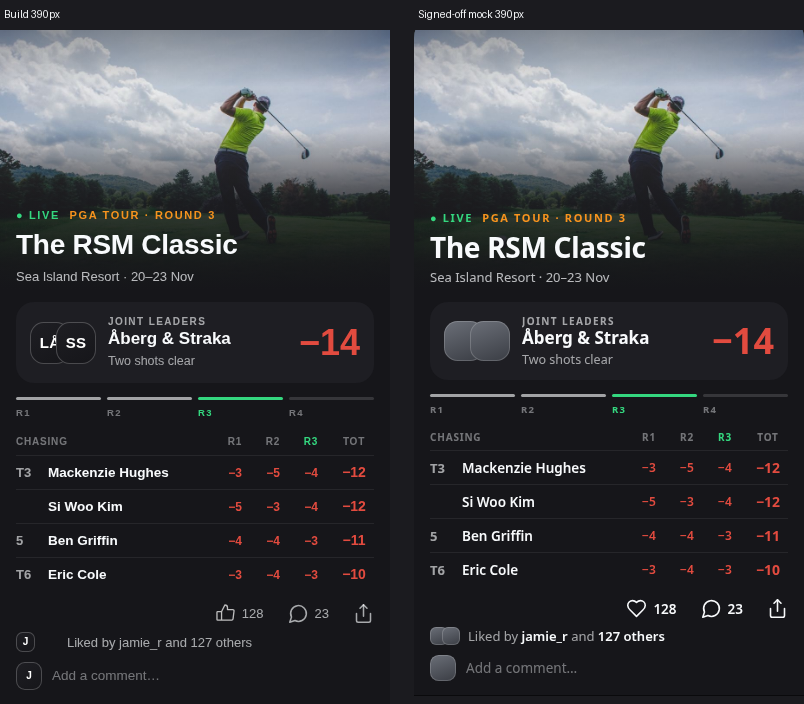 Build 390px
● LIVE PGA TOUR · ROUND 3
The RSM Classic
Sea Island Resort · 20–23 Nov
LÅ SS
JOINT LEADERS
Åberg & Straka
Two shots clear
−14
R1 R2 R3 R4
CHASING R1 R2 R3 TOT
T3 Mackenzie Hughes −3 −5 −4 −12
Si Woo Kim −5 −3 −4 −12
5 Ben Griffin −4 −4 −3 −11
T6 Eric Cole −3 −4 −3 −10
128 23
J Liked by jamie_r and 127 others
J Add a comment…
Signed-off mock 390px
● LIVE PGA TOUR · ROUND 3
The RSM Classic
Sea Island Resort · 20–23 Nov
JOINT LEADERS
Åberg & Straka
Two shots clear
−14
R1 R2 R3 R4
CHASING R1 R2 R3 TOT
T3 Mackenzie Hughes −3 −5 −4 −12
Si Woo Kim −5 −3 −4 −12
5 Ben Griffin −4 −4 −3 −11
T6 Eric Cole −3 −4 −3 −10
128 23
Liked by jamie_r and 127 others
Add a comment…